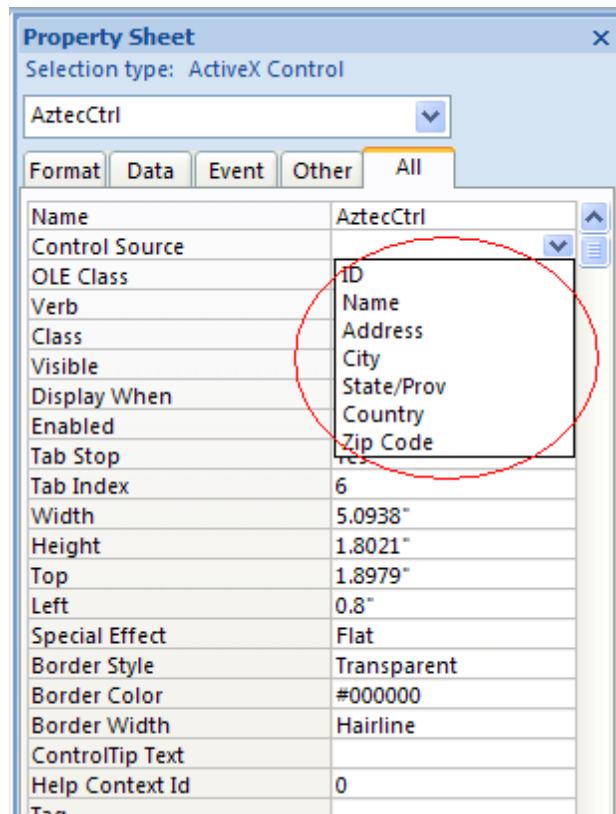 Property Sheet
Selection type: ActiveX Control
AztecCtrl
Format Data Event Other All
Name AztecCtrl
Control Source
OLE Class ID
Verb Name
Class Address
Visible City
Display When State/Prov
Enabled Country
Zip Code
Tab Stop Yes
Tab Index 6
Width 5.0938"
Height 1.8021"
Top 1.8979"
Left 0.8"
Special Effect Flat
Border Style Transparent
Border Color #000000
Border Width Hairline
ControlTip Text
Help Context Id 0
Tag